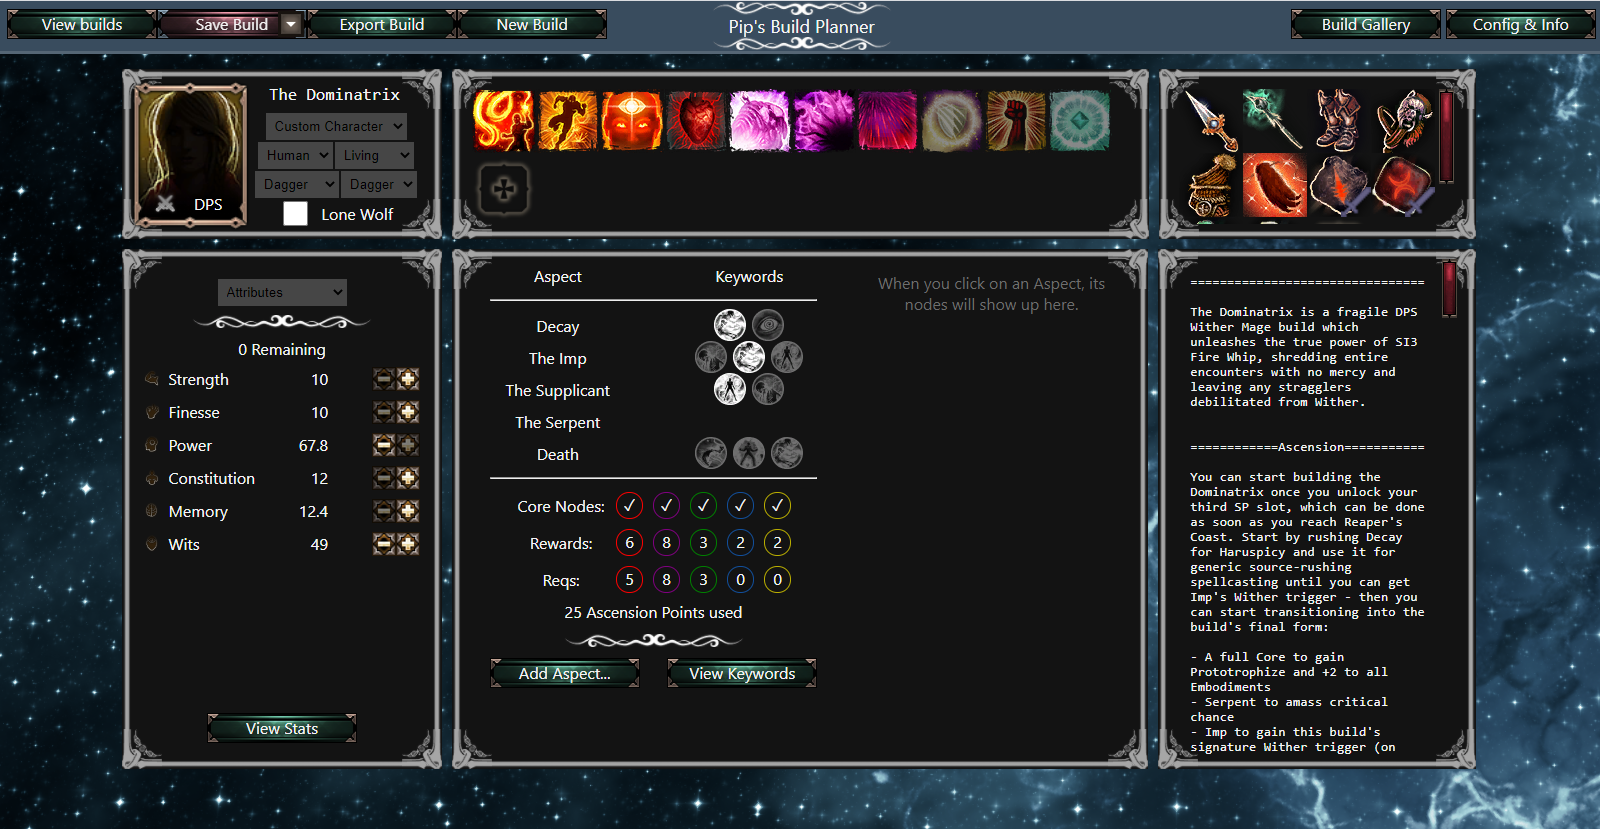 View builds
Save Build
Export Build
New Build
Pip's Build Planner
Build Gallery
Config & Info
The Dominatrix
Custom Character
Human
Living
Dagger
Dagger
DPS
Lone Wolf
Attributes
0 Remaining
Strength 10
Finesse 10
Power 67.8
Constitution 12
Memory 12.4
Wits 49
View Stats
Aspect Keywords
Decay
The Imp
The Supplicant
The Serpent
Death
Core Nodes: ✓ ✓ ✓ ✓ ✓
Rewards: 6 8 3 2 2
Reqs: 5 8 3 0 0
25 Ascension Points used
Add Aspect...
View Keywords
When you click on an Aspect, its
nodes will show up here.
===============================
The Dominatrix is a fragile DPS
Wither Mage build which
unleashes the true power of SI3
Fire Whip, shredding entire
encounters with no mercy and
leaving any stragglers
debilitated from Wither.
============Ascension===========
You can start building the
Dominatrix once you unlock your
third SP slot, which can be done
as soon as you reach Reaper's
Coast. Start by rushing Decay
for Haruspicy and use it for
generic source-rushing
spellcasting until you can get
Imp's Wither trigger - then you
can start transitioning into the
build's final form:
- A full Core to gain
Prototrophize and +2 to all
Embodiments
- Serpent to amass critical
chance
- Imp to gain this build's
signature Wither trigger (on